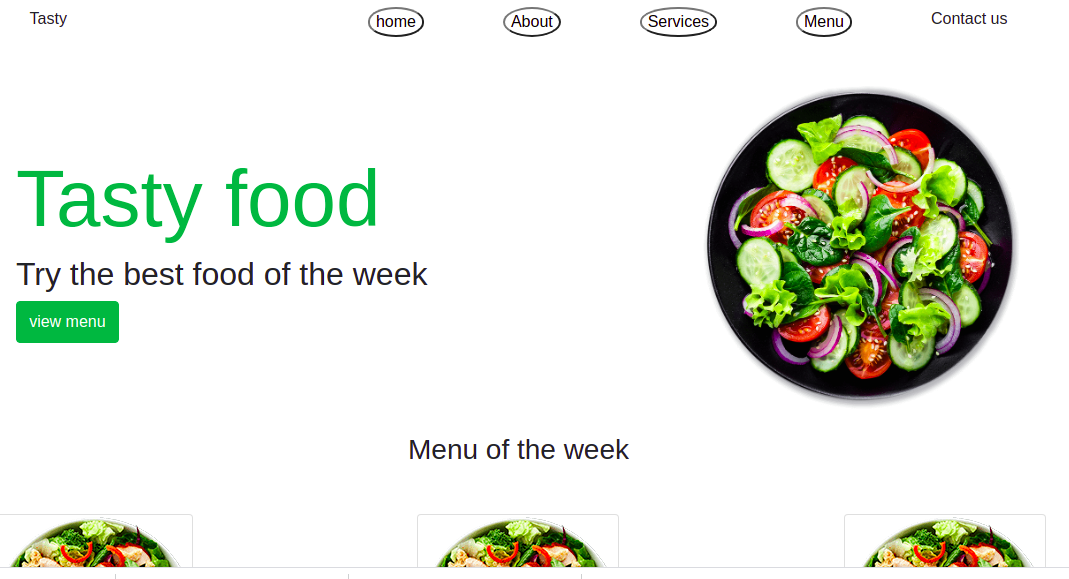 Tasty home About Services Menu Contact us
Tasty food
Try the best food of the week
view menu
Menu of the week